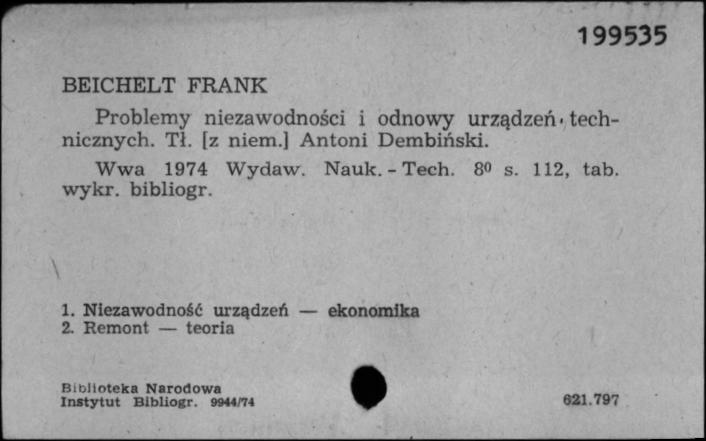 199535
BEICHELT FRANK
Problemy niezawodności i odnowy urządzeń tech-
nicznych. Tł. [z niem.] Antoni Dembiński.
Wwa 1974 Wydaw. Nauk. - Tech. 8⁰ s. 112, tab.
wykr. bibliogr.
1. Niezawodność urządzeń — ekonomika
2. Remont — teoria
Biblioteka Narodowa
Instytut Bibliogr. 9944/74
621.797